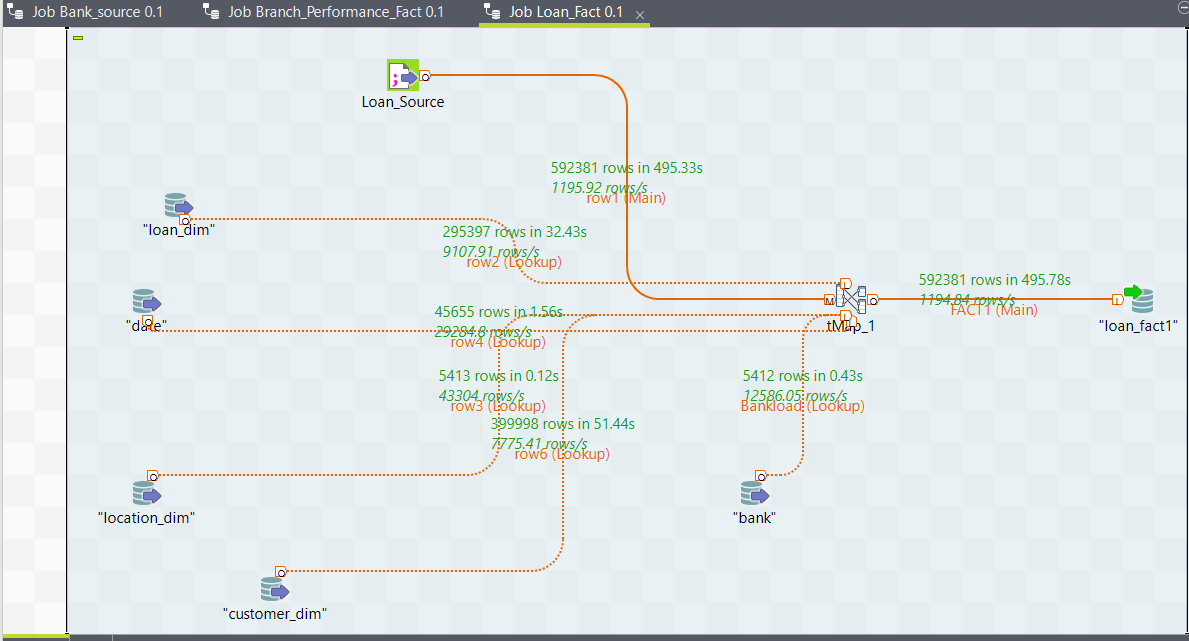 Job Bank_source 0.1
Job Branch_Performance_Fact 0.1
Job Loan_Fact 0.1
Loan_Source
592381 rows in 495.33s
1195.92 rows/s
row1 (Main)
"loan_dim"
295397 rows in 32.43s
9107.91 rows/s
row2 (Lookup)
592381 rows in 495.78s
1194.84 rows/s
FACT1 (Main)
"date"
45655 rows in 1.56s
29284.8 rows/s
row4 (Lookup)
tMap_1
"loan_fact1"
5413 rows in 0.12s
43304 rows/s
row3 (Lookup)
5412 rows in 0.43s
12586.05 rows/s
Bankload (Lookup)
399998 rows in 51.44s
7775.41 rows/s
row6 (Lookup)
"location_dim"
"bank"
"customer_dim"